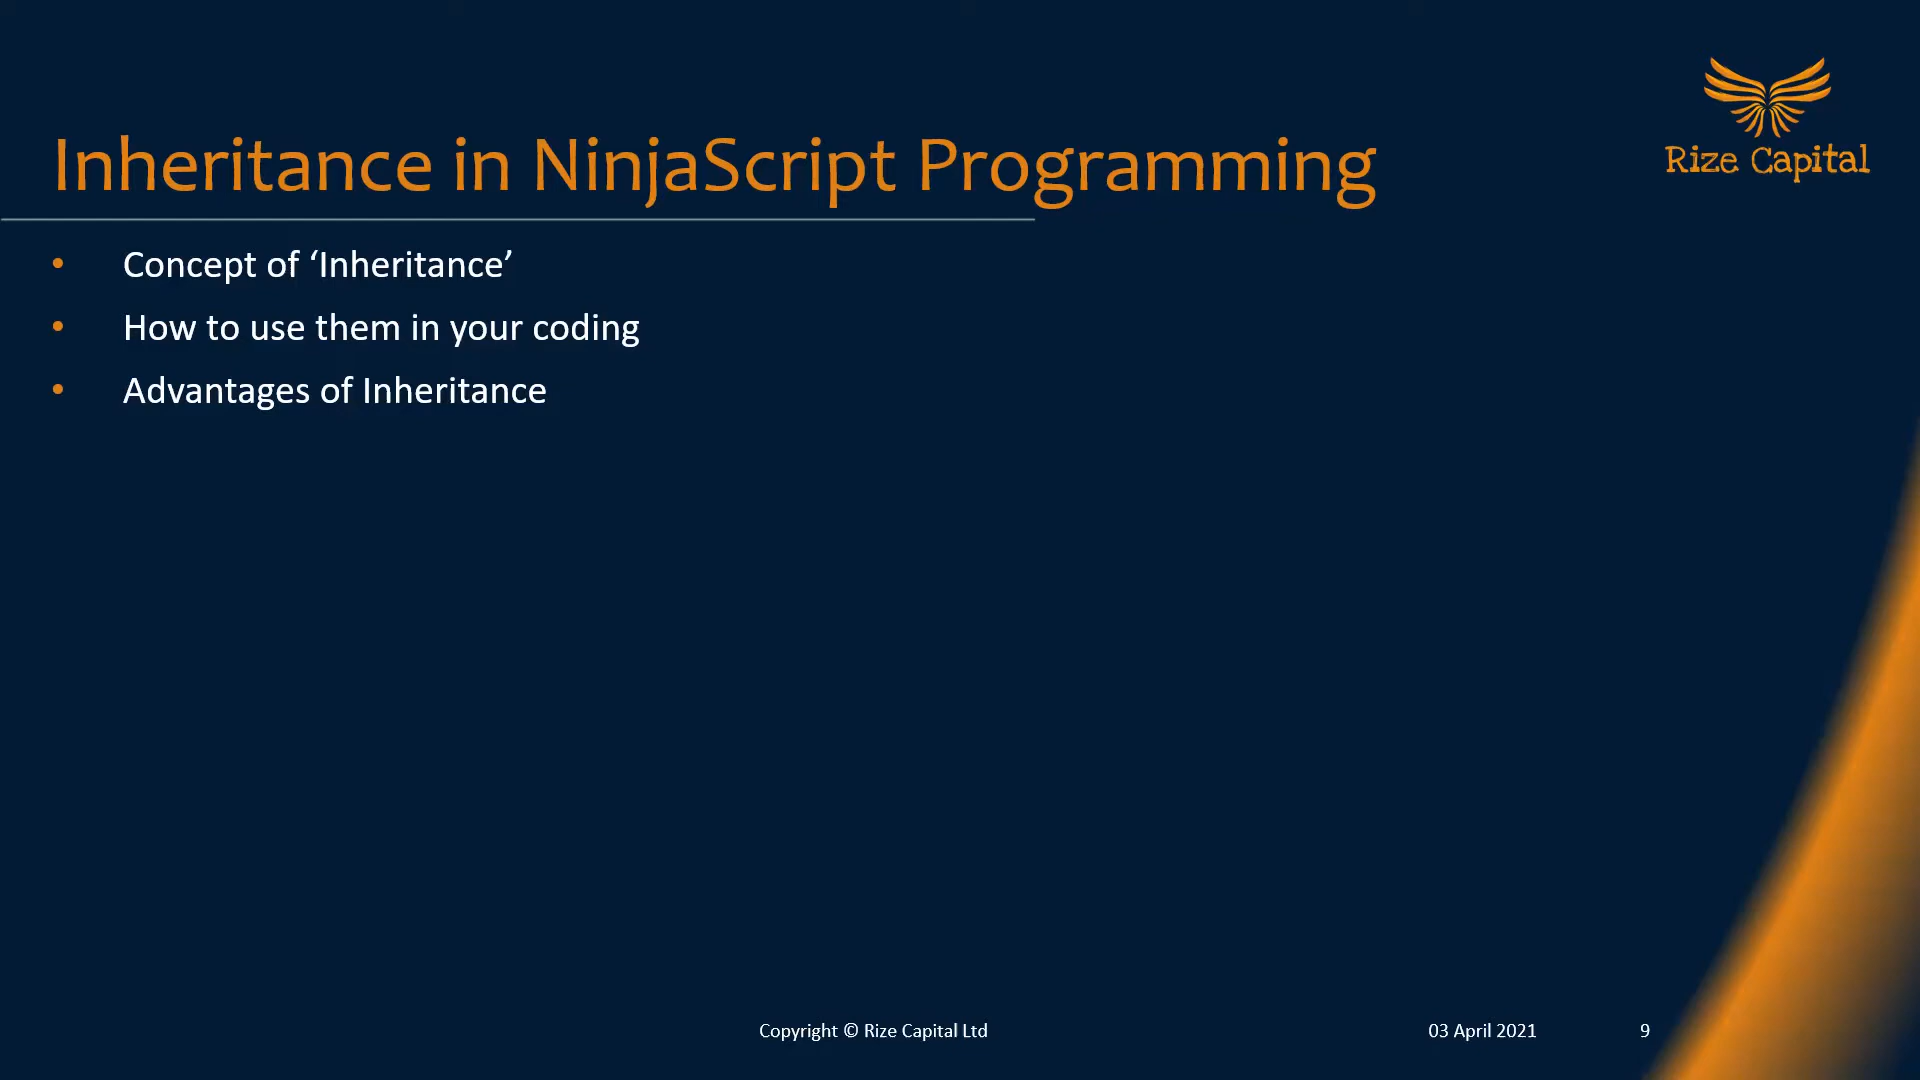 Rize Capital
Inheritance in NinjaScript Programming
• Concept of ‘Inheritance’
• How to use them in your coding
• Advantages of Inheritance
Copyright © Rize Capital Ltd
03 April 2021
9